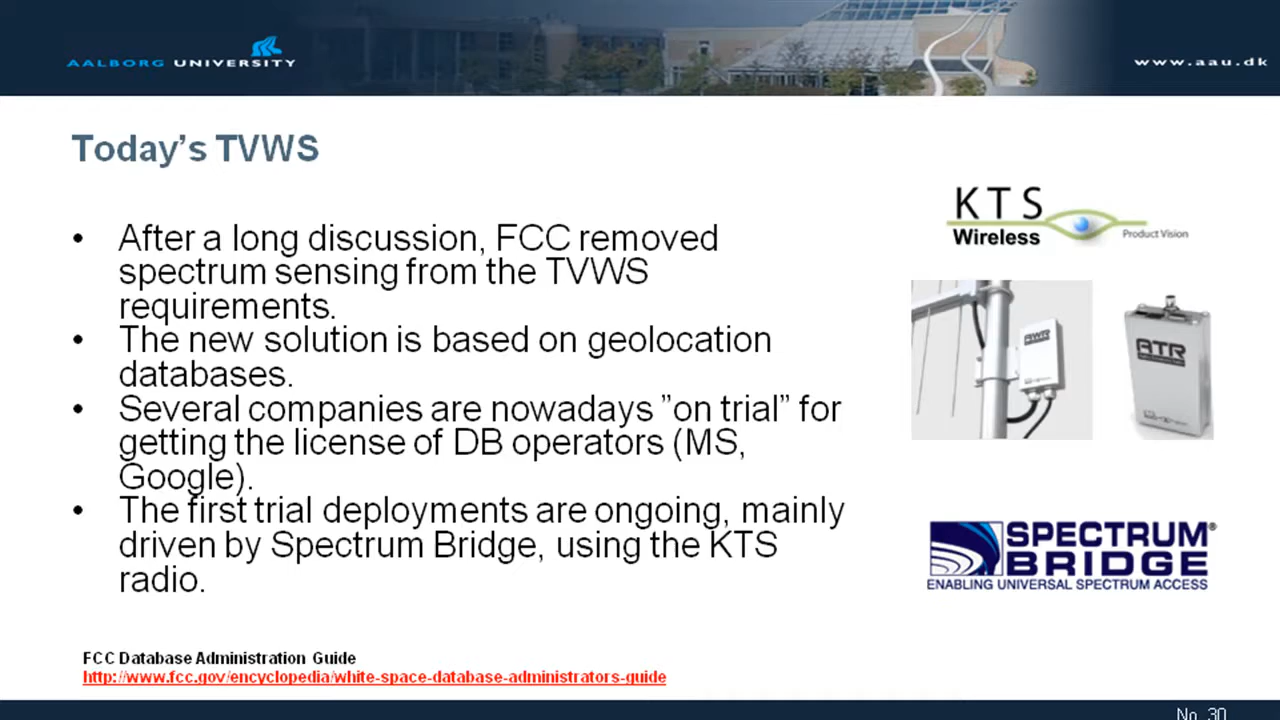 AALBORG UNIVERSITY
www.aau.dk
Today's TVWS
• After a long discussion, FCC removed
spectrum sensing from the TVWS
requirements.
• The new solution is based on geolocation
databases.
• Several companies are nowadays ”on trial” for
getting the license of DB operators (MS,
Google).
• The first trial deployments are ongoing, mainly
driven by Spectrum Bridge, using the KTS
radio.
KTS
Wireless
Product Vision
AWR
ATR
SPECTRUM®
BRIDGE
ENABLING UNIVERSAL SPECTRUM ACCESS
FCC Database Administration Guide
http://www.fcc.gov/encyclopedia/white-space-database-administrators-guide
No. 30